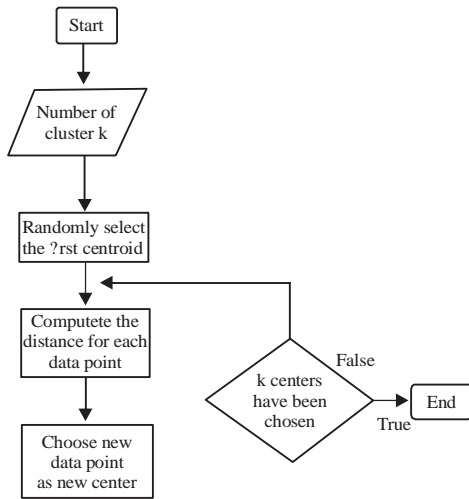 Start
Number of
cluster k
Randomly select
the ?rst centroid
Computete the
distance for each
data point
Choose new
data point
as new center
k centers
have been
chosen
False
True
End